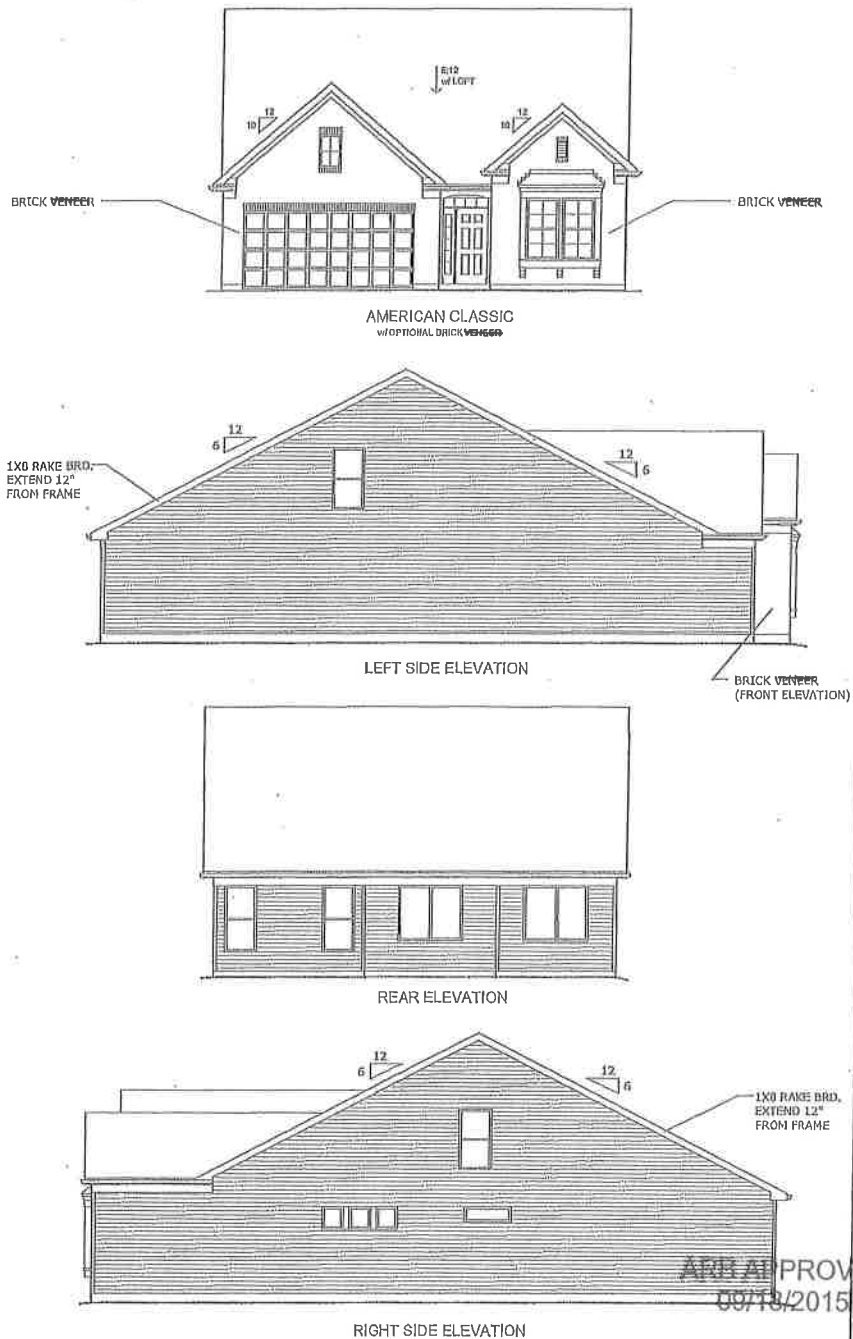 12
10
6:12
w/ LOFT
12
10
BRICK VENEER
BRICK VENEER
AMERICAN CLASSIC
w/ OPTIONAL BRICK VENEER
12
6
12
6
1X8 RAKE BRD.
EXTEND 12"
FROM FRAME
LEFT SIDE ELEVATION
BRICK VENEER
(FRONT ELEVATION)
REAR ELEVATION
12
6
12
6
1X8 RAKE BRD.
EXTEND 12"
FROM FRAME
ARB APPROV
09/18/2015
RIGHT SIDE ELEVATION